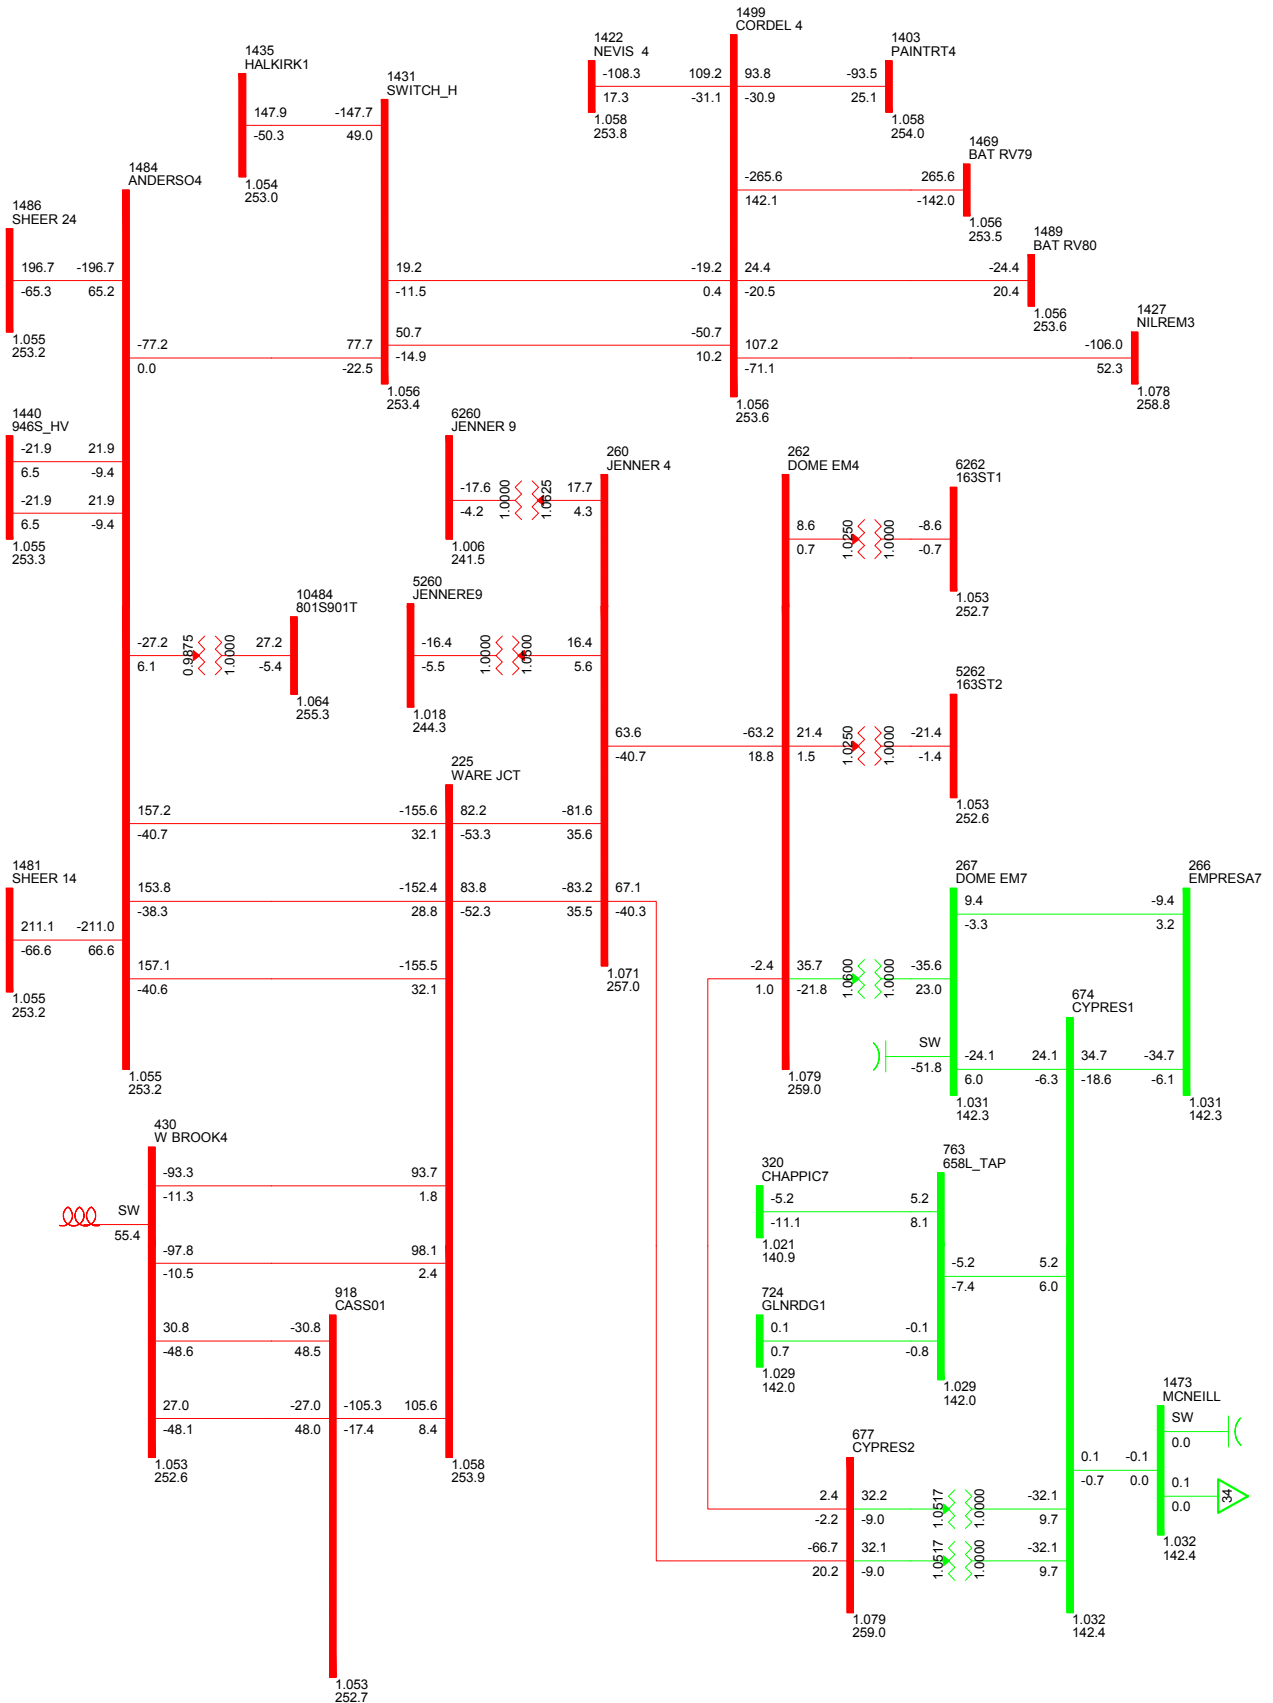 1499
CORDEL 4
1422
NEVIS  4
1403
PAINTRT4
1435
HALKIRK1
1431
SWITCH_H
-108.3 109.2 93.8 -93.5
17.3 -31.1 -30.9 25.1
1.058
253.8
1.058
254.0
147.9 -147.7
-50.3 49.0
1.054
253.0
1469
BAT RV79
-265.6 265.6
142.1 -142.0
1.056
253.5
1484
ANDERSO4
1486
SHEER 24
196.7 -196.7
-65.3 65.2
1.055
253.2
1489
BAT RV80
19.2 -19.2 24.4 -24.4
-11.5 0.4 -20.5 20.4
1.056
253.6
1427
NILREM3
-77.2 77.7
0.0 -22.5
50.7 -50.7 107.2 -106.0
-14.9 10.2 -71.1 52.3
1.056
253.4
1.056
253.6
1.078
258.8
1440
946S_HV
-21.9 21.9
6.5 -9.4
-21.9 21.9
6.5 -9.4
1.055
253.3
6260
JENNER 9
260
JENNER 4
262
DOME EM4
6262
163ST1
-17.6 1.0000 1.0625 17.7
-4.2 4.3
1.006
241.5
8.6 1.0250 1.0000 -8.6
0.7 -0.7
1.053
252.7
10484
801S901T
5260
JENNERE9
-27.2 0.9875 1.0000 27.2
6.1 -5.4
1.064
255.3
-16.4 1.0000 1.0500 16.4
-5.5 5.6
1.018
244.3
5262
163ST2
63.6 -63.2 21.4 1.0250 1.0000 -21.4
-40.7 18.8 1.5 -1.4
1.053
252.6
225
WARE JCT
157.2 -155.6 82.2 -81.6
-40.7 32.1 -53.3 35.6
1481
SHEER 14
267
DOME EM7
266
EMPRESA7
153.8 -152.4 83.8 -83.2 67.1
-38.3 28.8 -52.3 35.5 -40.3
9.4 -9.4
-3.3 3.2
211.1 -211.0
-66.6 66.6
1.055
253.2
157.1 -155.5
-40.6 32.1
1.071
257.0
-2.4 35.7 1.0600 1.0000 -35.6
1.0 -21.8 23.0
674
CYPRES1
SW
-51.8
-24.1 24.1 34.7 -34.7
6.0 -6.3 -18.6 -6.1
1.055
253.2
1.079
259.0
1.031
142.3
1.031
142.3
430
W BROOK4
-93.3 93.7
-11.3 1.8
SW
55.4
-97.8 98.1
-10.5 2.4
320
CHAPPIC7
763
658L_TAP
-5.2 5.2
-11.1 8.1
1.021
140.9
-5.2 5.2
-7.4 6.0
724
GLNRDG1
0.1 -0.1
0.7 -0.8
1.029
142.0
1.029
142.0
918
CASS01
30.8 -30.8
-48.6 48.5
27.0 -27.0 -105.3 105.6
-48.1 48.0 -17.4 8.4
1.053
252.6
1.058
253.9
1473
MCNEILL
SW
0.0
677
CYPRES2
0.1 -0.1 0.1
-0.7 0.0 0.0
34
1.032
142.4
2.4 32.2 1.0517 1.0000 -32.1
-2.2 -9.0 9.7
-66.7 32.1 1.0517 1.0000 -32.1
20.2 -9.0 9.7
1.079
259.0
1.032
142.4
1.053
252.7